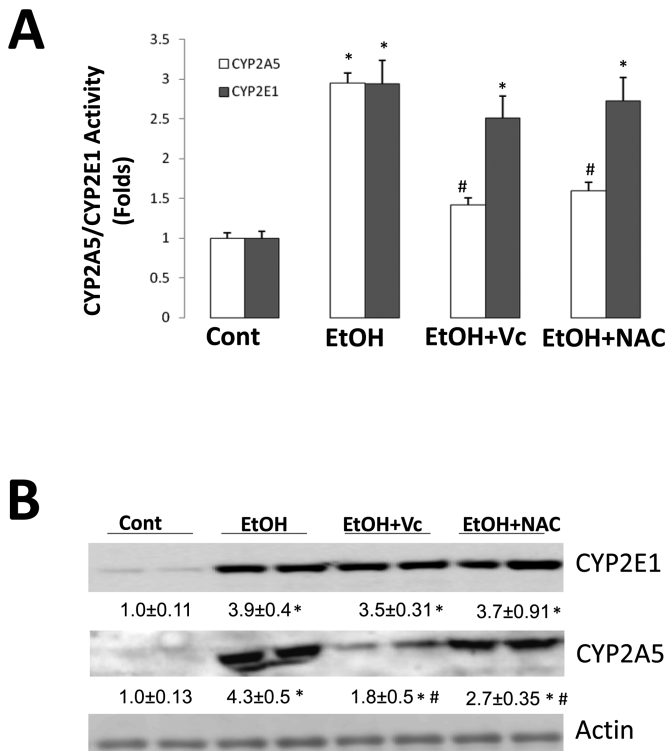 A
CYP2A5/CYP2E1 Activity
(Folds)
3.5
3
2.5
2
1.5
1
0.5
0
CYP2A5
CYP2E1
* *
* *
# #
Cont EtOH EtOH+Vc EtOH+NAC
B
Cont EtOH EtOH+Vc EtOH+NAC
CYP2E1
1.0±0.11 3.9±0.4* 3.5±0.31* 3.7±0.91*
CYP2A5
1.0±0.13 4.3±0.5* 1.8±0.5*# 2.7±0.35*#
Actin